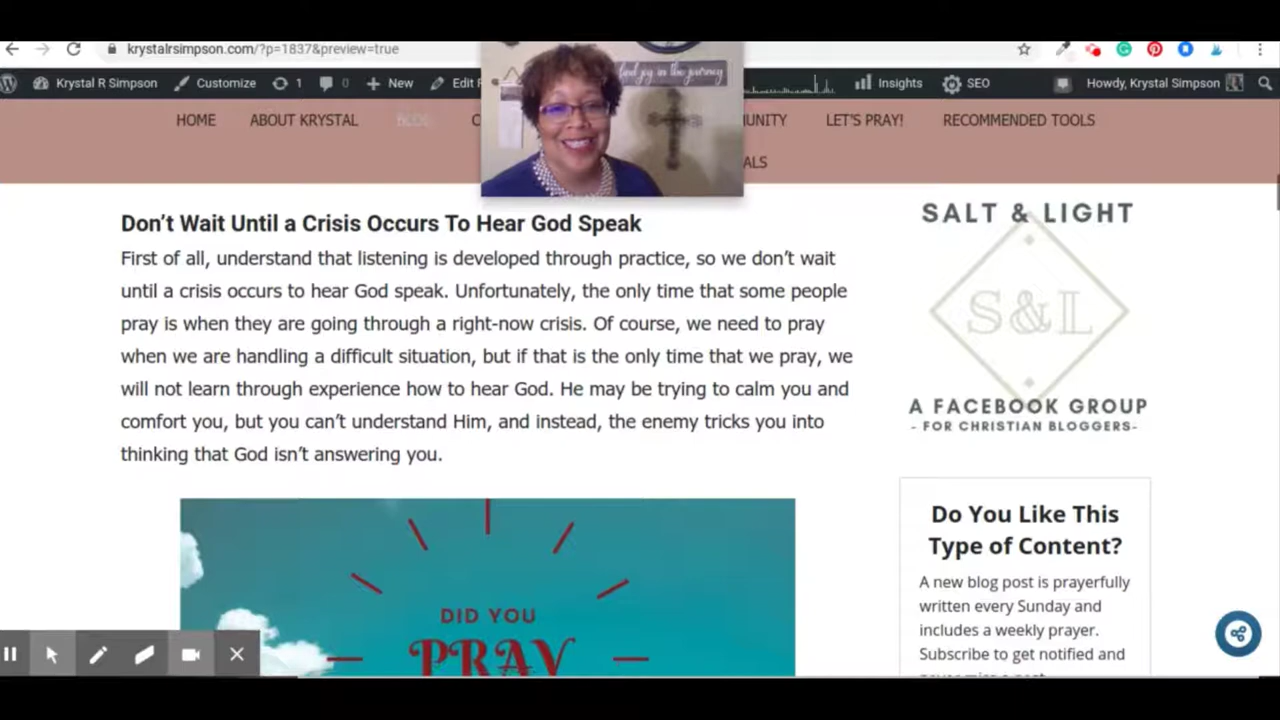 krystalrsimpson.com/?p=1837&preview=true
Krystal R Simpson Customize 1 0 New Edit Insights SEO Howdy, Krystal Simpson
find joy in the journey
HOME ABOUT KRYSTAL BLOG LET'S PRAY! RECOMMENDED TOOLS
Don't Wait Until a Crisis Occurs To Hear God Speak
First of all, understand that listening is developed through practice, so we don't wait
until a crisis occurs to hear God speak. Unfortunately, the only time that some people
pray is when they are going through a right-now crisis. Of course, we need to pray
when we are handling a difficult situation, but if that is the only time that we pray, we
will not learn through experience how to hear God. He may be trying to calm you and
comfort you, but you can't understand Him, and instead, the enemy tricks you into
thinking that God isn't answering you.
DID YOU
PRAY
SALT & LIGHT
S&L
A FACEBOOK GROUP
- FOR CHRISTIAN BLOGGERS-
Do You Like This
Type of Content?
A new blog post is prayerfully
written every Sunday and
includes a weekly prayer.
Subscribe to get notified and